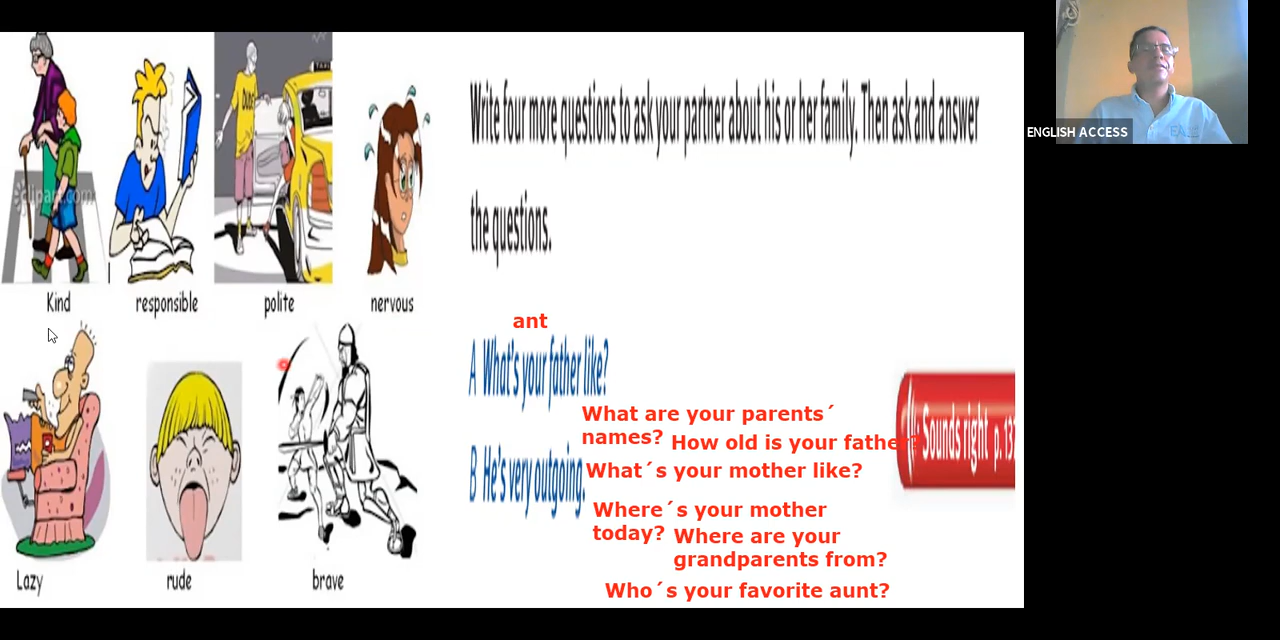 Write four more questions to ask your partner about his or her family. Then ask and answer
the questions.
clipart.com
Kind
responsible
polite
nervous
Lazy
rude
brave
ant
A What's your father like?
B He's very outgoing.
What are your parents´
names?
How old is your father?
What´s your mother like?
Where´s your mother
today?
Where are your
grandparents from?
Who´s your favorite aunt?
Sounds right p.13
ENGLISH ACCESS